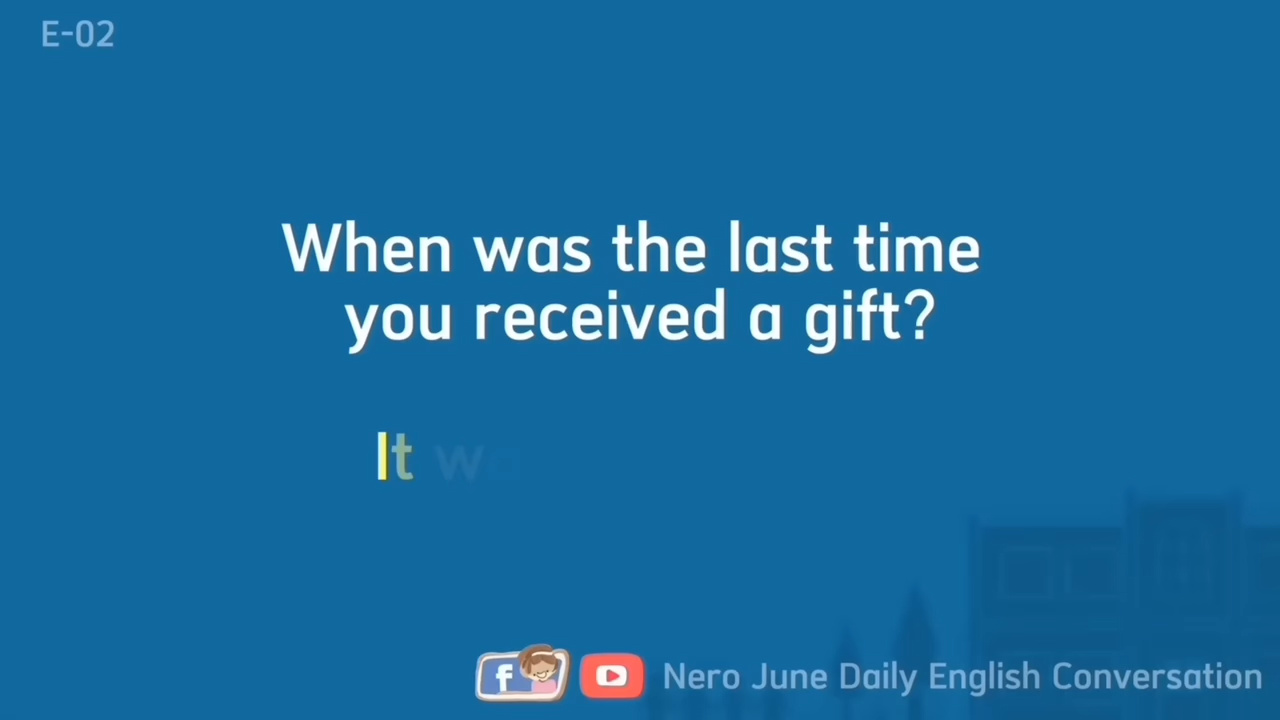 E-02
When was the last time
you received a gift?
It
Nero June Daily English Conversation